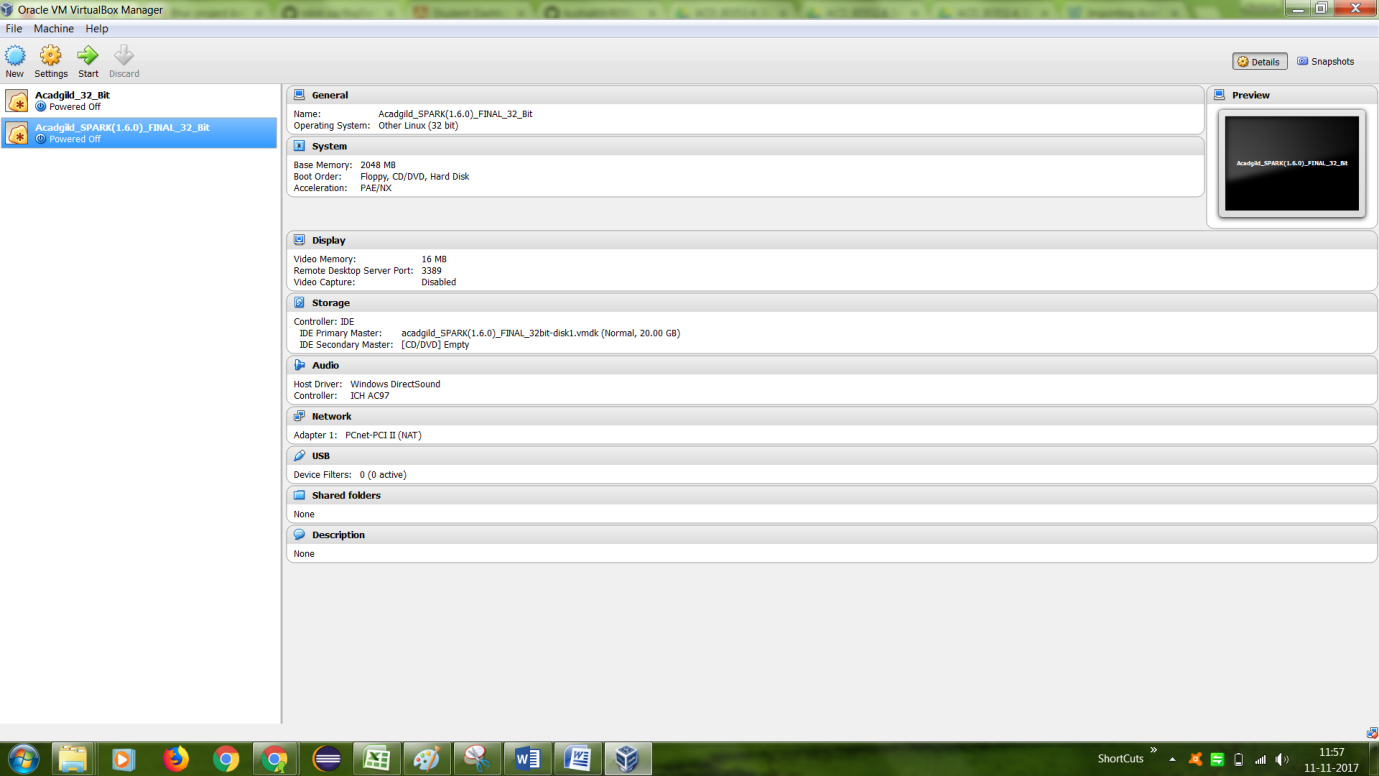 Oracle VM VirtualBox Manager
File Machine Help
New Settings Start Discard
Details Snapshots
Acadgild_32_Bit
Powered Off
Acadgild_SPARK(1.6.0)_FINAL_32_Bit
Powered Off
General
Name: Acadgild_SPARK(1.6.0)_FINAL_32_Bit
Operating System: Other Linux (32 bit)
System
Base Memory: 2048 MB
Boot Order: Floppy, CD/DVD, Hard Disk
Acceleration: PAE/NX
Preview
Acadgild_SPARK(1.6.0)_FINAL_32_Bit
Display
Video Memory: 16 MB
Remote Desktop Server Port: 3389
Video Capture: Disabled
Storage
Controller: IDE
IDE Primary Master: acadgild_SPARK(1.6.0)_FINAL_32bit-disk1.vmdk (Normal, 20.00 GB)
IDE Secondary Master: [CD/DVD] Empty
Audio
Host Driver: Windows DirectSound
Controller: ICH AC97
Network
Adapter 1: PCnet-PCI II (NAT)
USB
Device Filters: 0 (0 active)
Shared folders
None
Description
None
ShortCuts
11:57
11-11-2017